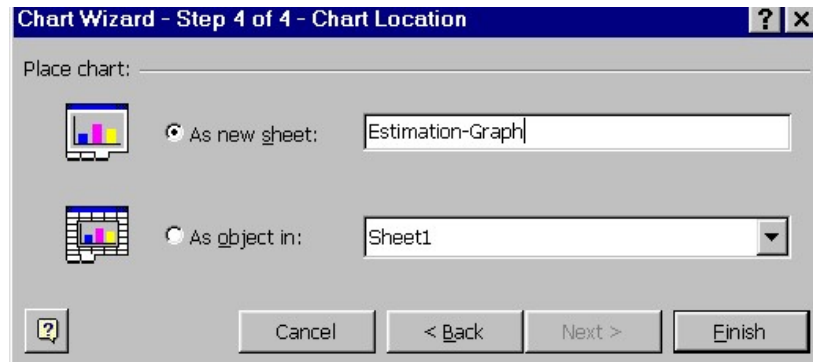 Chart Wizard - Step 4 of 4 - Chart Location
Place chart:
As new sheet: Estimation-Graph
As object in: Sheet1
Cancel < Back Next > Finish